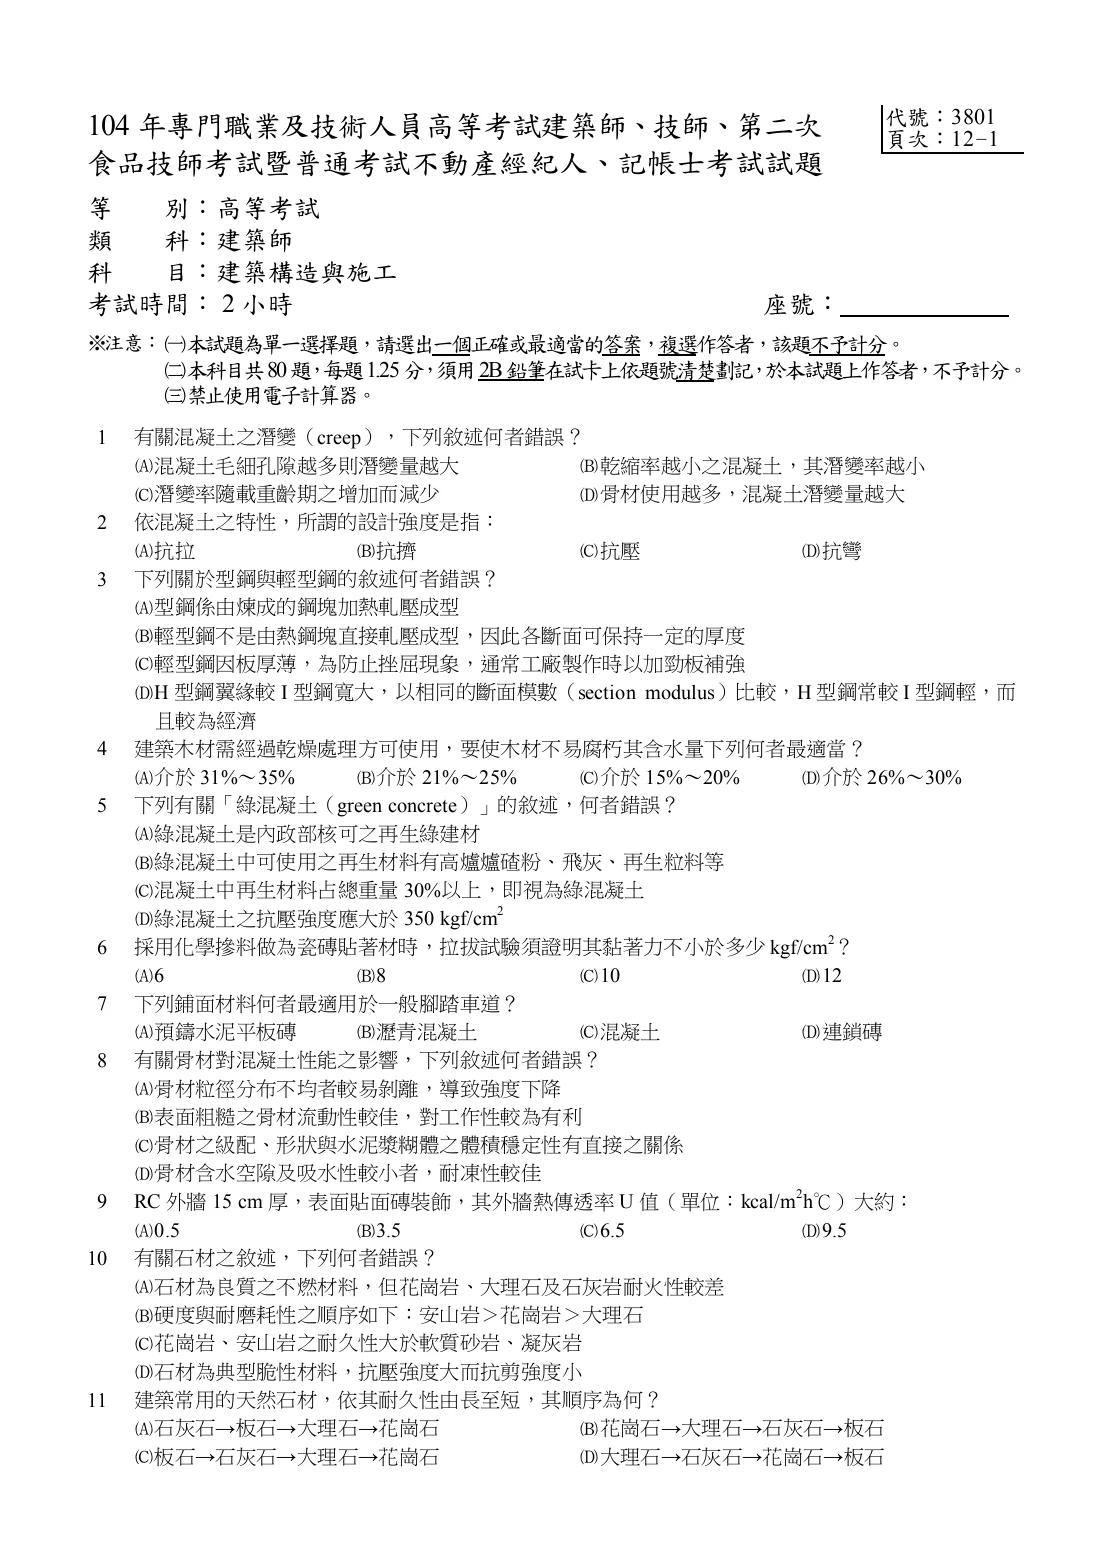 104 年專門職業及技術人員高等考試建築師、技師、第二次
食品技師考試暨普通考試不動產經紀人、記帳士考試試題
代號：3801
頁次：12-1
等　　別：高等考試
類　　科：建築師
科　　目：建築構造與施工
考試時間： 2 小時
座號：
※注意：㈠本試題為單一選擇題，請選出一個正確或最適當的答案，複選作答者，該題不予計分。
㈡本科目共 80 題，每題 1.25 分，須用 2B 鉛筆在試卡上依題號清楚劃記，於本試題上作答者，不予計分。
㈢禁止使用電子計算器。
1 有關混凝土之潛變（creep），下列敘述何者錯誤？
(A)混凝土毛細孔隙越多則潛變量越大 (B)乾縮率越小之混凝土，其潛變率越小
(C)潛變率隨載重齡期之增加而減少 (D)骨材使用越多，混凝土潛變量越大
2 依混凝土之特性，所謂的設計強度是指：
(A)抗拉 (B)抗擠 (C)抗壓 (D)抗彎
3 下列關於型鋼與輕型鋼的敘述何者錯誤？
(A)型鋼係由煉成的鋼塊加熱軋壓成型
(B)輕型鋼不是由熱鋼塊直接軋壓成型，因此各斷面可保持一定的厚度
(C)輕型鋼因板厚薄，為防止挫屈現象，通常工廠製作時以加勁板補強
(D)H 型鋼翼緣較 I 型鋼寬大，以相同的斷面模數（section modulus）比較，H 型鋼常較 I 型鋼輕，而
且較為經濟
4 建築木材需經過乾燥處理方可使用，要使木材不易腐朽其含水量下列何者最適當？
(A)介於 31%～35% (B)介於 21%～25% (C)介於 15%～20% (D)介於 26%～30%
5 下列有關「綠混凝土（green concrete）」的敘述，何者錯誤？
(A)綠混凝土是內政部核可之再生綠建材
(B)綠混凝土中可使用之再生材料有高爐爐碴粉、飛灰、再生粒料等
(C)混凝土中再生材料占總重量 30%以上，即視為綠混凝土
(D)綠混凝土之抗壓強度應大於 350 kgf/cm²
6 採用化學摻料做為瓷磚貼著材時，拉拔試驗須證明其黏著力不小於多少 kgf/cm²？
(A)6 (B)8 (C)10 (D)12
7 下列鋪面材料何者最適用於一般腳踏車道？
(A)預鑄水泥平板磚 (B)瀝青混凝土 (C)混凝土 (D)連鎖磚
8 有關骨材對混凝土性能之影響，下列敘述何者錯誤？
(A)骨材粒徑分布不均者較易剝離，導致強度下降
(B)表面粗糙之骨材流動性較佳，對工作性較為有利
(C)骨材之級配、形狀與水泥漿糊體之體積穩定性有直接之關係
(D)骨材含水空隙及吸水性較小者，耐凍性較佳
9 RC 外牆 15 cm 厚，表面貼面磚裝飾，其外牆熱傳透率 U 值（單位：kcal/m²h℃）大約：
(A)0.5 (B)3.5 (C)6.5 (D)9.5
10 有關石材之敘述，下列何者錯誤？
(A)石材為良質之不燃材料，但花崗岩、大理石及石灰岩耐火性較差
(B)硬度與耐磨耗性之順序如下：安山岩＞花崗岩＞大理石
(C)花崗岩、安山岩之耐久性大於軟質砂岩、凝灰岩
(D)石材為典型脆性材料，抗壓強度大而抗剪強度小
11 建築常用的天然石材，依其耐久性由長至短，其順序為何？
(A)石灰石→板石→大理石→花崗石 (B)花崗石→大理石→石灰石→板石
(C)板石→石灰石→大理石→花崗石 (D)大理石→石灰石→花崗石→板石